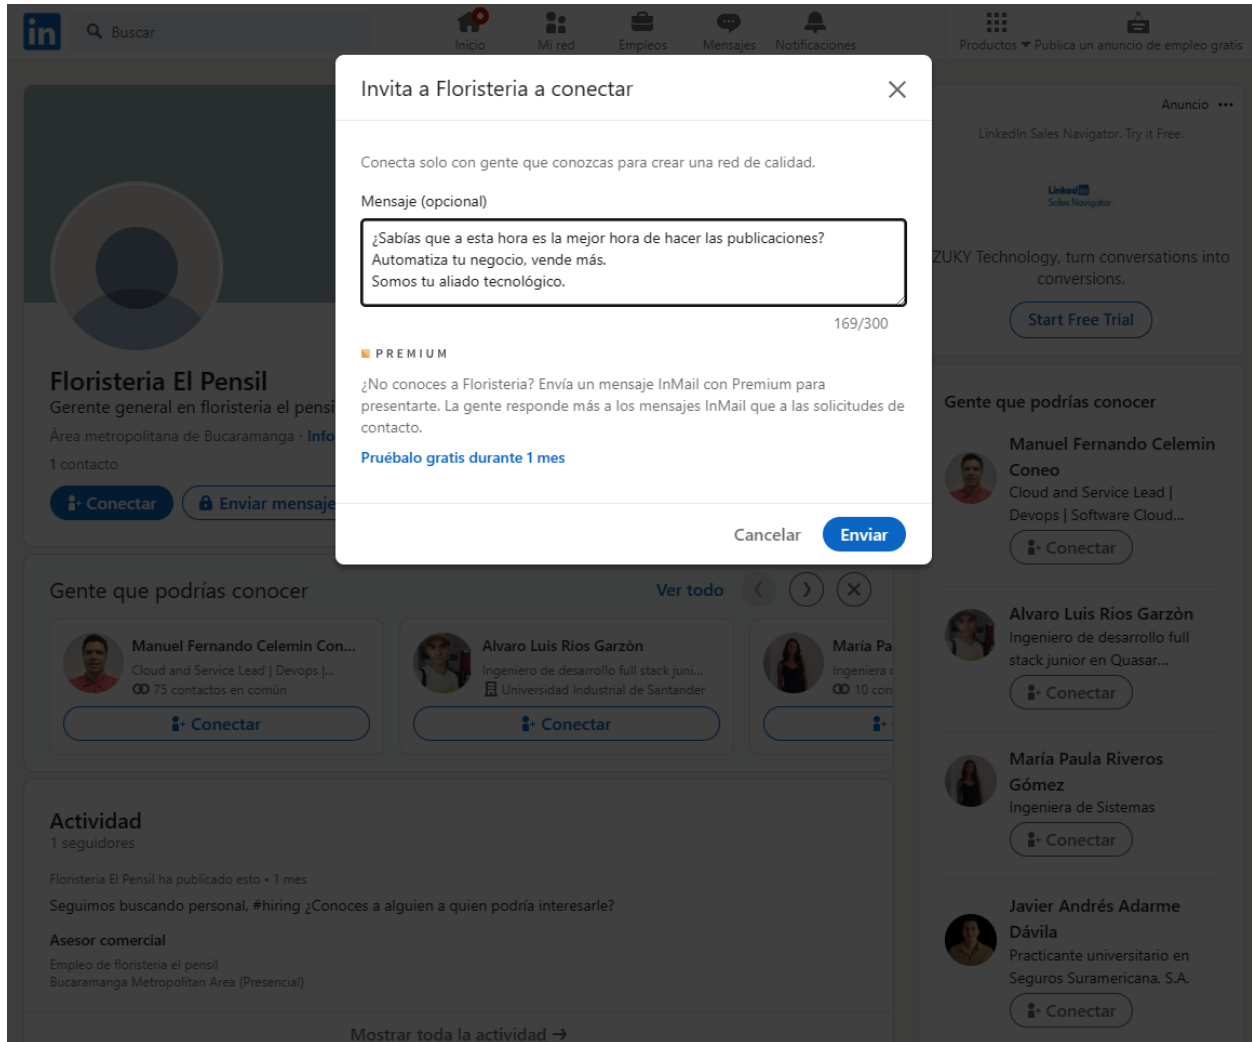 in
Buscar
Inicio
Mi red
Empleos
Mensajes
Notificaciones
Productos
Publica un anuncio de empleo gratis
Invita a Floristeria a conectar
Conecta solo con gente que conozcas para crear una red de calidad.
Mensaje (opcional)
¿Sabías que a esta hora es la mejor hora de hacer las publicaciones?
Automatiza tu negocio, vende más.
Somos tu aliado tecnológico.
169/300
PREMIUM
¿No conoces a Floristeria? Envía un mensaje InMail con Premium para
presentarte. La gente responde más a los mensajes InMail que a las solicitudes de
contacto.
Pruébalo gratis durante 1 mes
Cancelar
Enviar
Floristeria El Pensil
Gerente general en floristeria el pensi
Área metropolitana de Bucaramanga · Info
1 contacto
Conectar
Enviar mensaje
Gente que podrías conocer
Ver todo
Manuel Fernando Celemin Con...
Cloud and Service Lead | Devops |...
75 contactos en común
Conectar
Alvaro Luis Rios Garzòn
Ingeniero de desarrollo full stack juni...
Universidad Industrial de Santander
Conectar
María Pa
Ingeniera
10 con
Actividad
1 seguidores
Floristeria El Pensil ha publicado esto • 1 mes
Seguimos buscando personal, #hiring ¿Conoces a alguien a quien podría interesarle?
Asesor comercial
Empleo de floristeria el pensil
Bucaramanga Metropolitan Area (Presencial)
Mostrar toda la actividad →
Anuncio •••
LinkedIn Sales Navigator. Try it Free.
Linked in
Sales Navigator
ZUKY Technology, turn conversations into
conversions.
Start Free Trial
Gente que podrías conocer
Manuel Fernando Celemin
Coneo
Cloud and Service Lead |
Devops | Software Cloud...
Conectar
Alvaro Luis Rios Garzòn
Ingeniero de desarrollo full
stack junior en Quasar...
Conectar
María Paula Riveros
Gómez
Ingeniera de Sistemas
Conectar
Javier Andrés Adarme
Dávila
Practicante universitario en
Seguros Suramericana, S.A.
Conectar